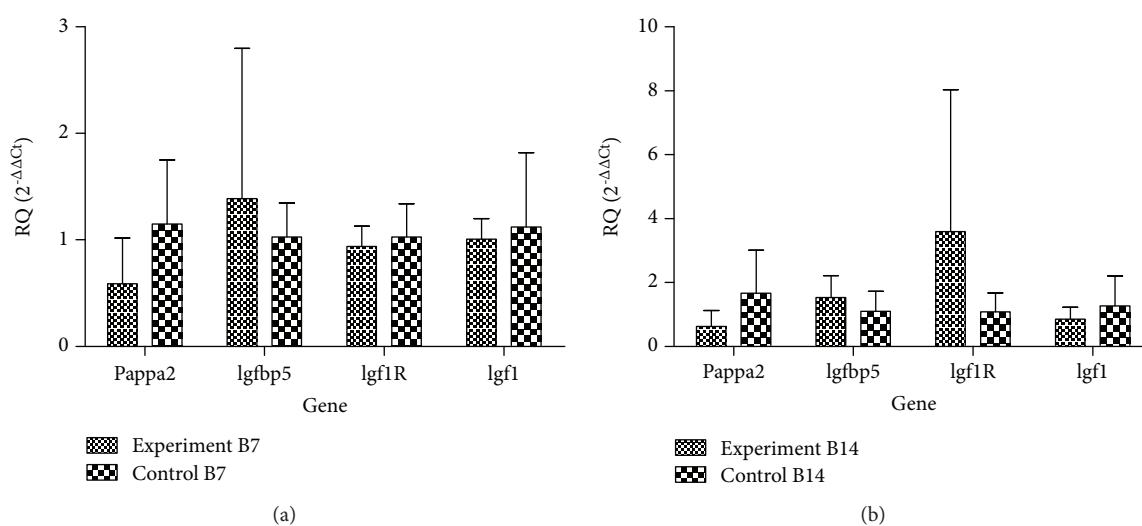 3
2
1
0
RQ (2-ΔΔCt)
Pappa2 lgfbp5 lgf1R lgf1
Gene
Experiment B7
Control B7
(a)
10
8
6
4
2
0
RQ (2-ΔΔCt)
Pappa2 lgfbp5 lgf1R lgf1
Gene
Experiment B14
Control B14
(b)